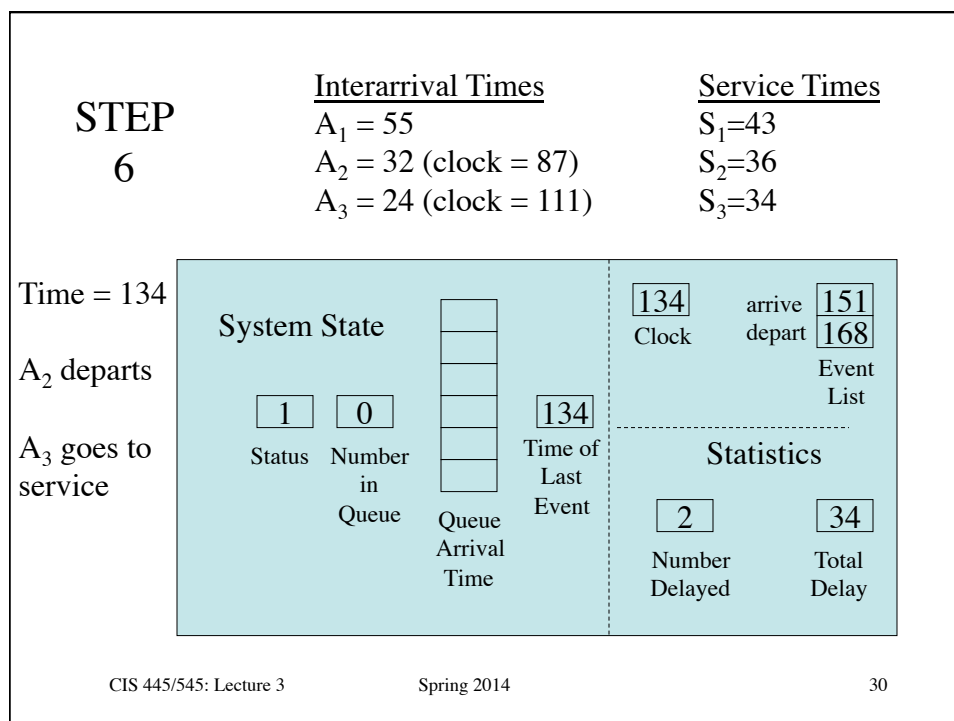 STEP
6
Interarrival Times
A₁ = 55
A₂ = 32 (clock = 87)
A₃ = 24 (clock = 111)
Service Times
S₁=43
S₂=36
S₃=34
Time = 134
A₂ departs
A₃ goes to
service
System State
1
Status
0
Number
in
Queue
Queue
Arrival
Time
134
Time of
Last
Event
134
Clock
arrive 151
depart 168
Event
List
Statistics
2
Number
Delayed
34
Total
Delay
CIS 445/545: Lecture 3
Spring 2014
30